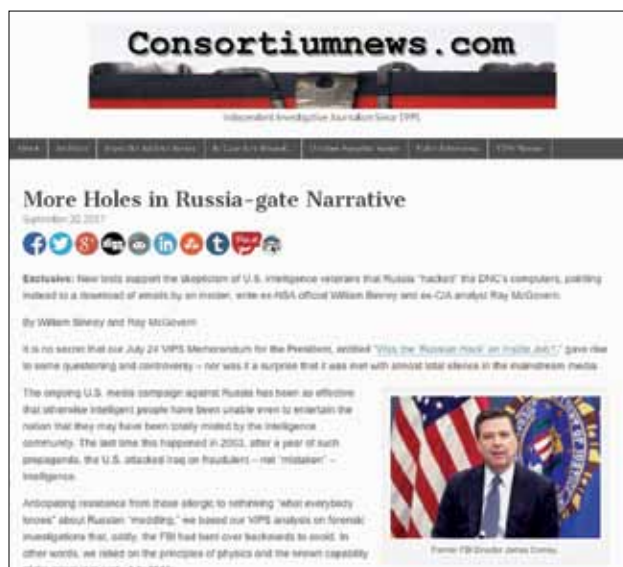 Consortiumnews.com
Independent Investigative Journalism Since 1995
More Holes in Russia-gate Narrative
September 20, 2017
Exclusive: New tests support the skepticism of U.S. intelligence veterans that Russia "hacked" the DNC's computers, pointing
instead to a download of emails by an insider, write ex-NSA official William Binney and ex-CIA analyst Ray McGovern.
By William Binney and Ray McGovern
It is no secret that our July 24 VIPS Memorandum for the President, entitled "Was the 'Russian Hack' an Inside Job?," gave rise
to some questioning and controversy – nor was it a surprise that it was met with almost total silence in the mainstream media.
The ongoing U.S. media campaign against Russia has been so effective
that otherwise intelligent people have been unable even to entertain the
notion that they may have been totally misled by the intelligence
community. The last time this happened in 2003, after a year of such
propaganda, the U.S. attacked Iraq on fraudulent – not "mistaken" –
intelligence.
Anticipating resistance from those allergic to rethinking "what everybody
knows" about Russian "meddling," we based our VIPS analysis on forensic
investigations that, oddly, the FBI had bent over backwards to avoid. In
other words, we relied on the principles of physics and the known capability
Former FBI Director James Comey